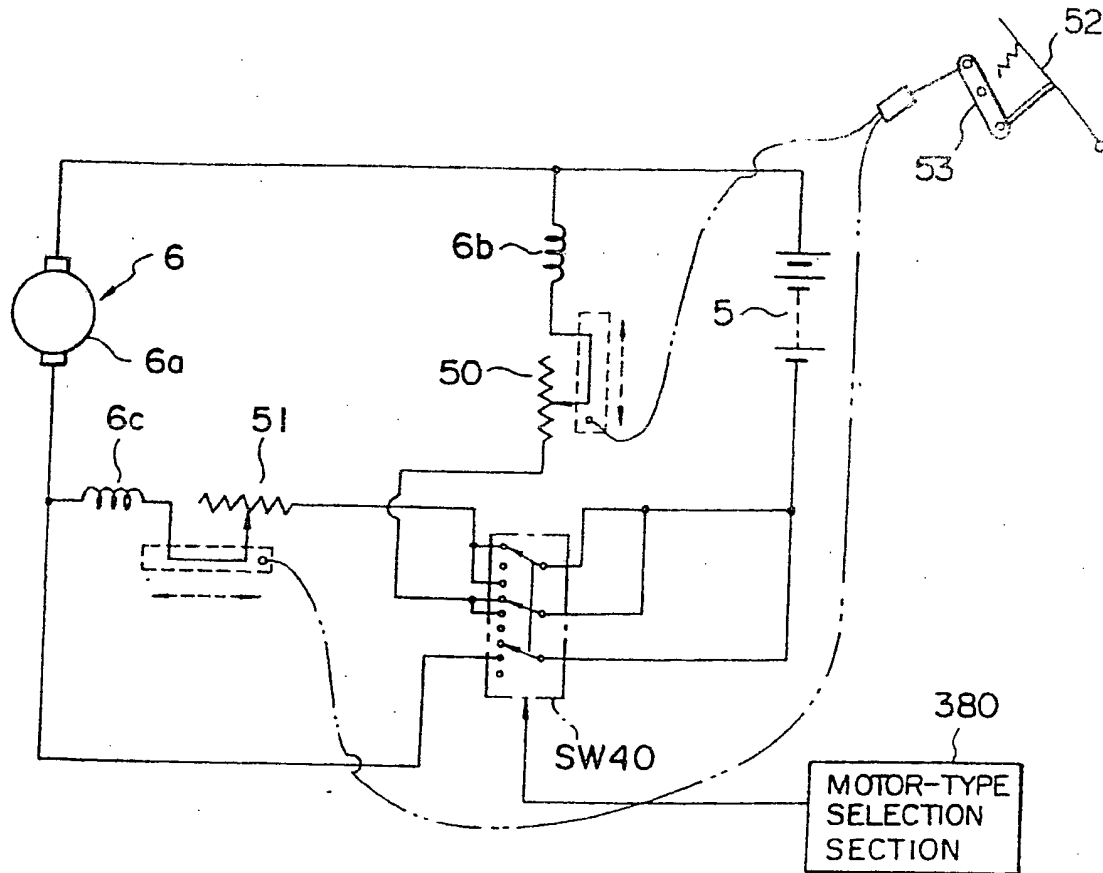 52
53
6b
6
5
6a
50
6c
51
SW40
380
MOTOR-TYPE
SELECTION
SECTION